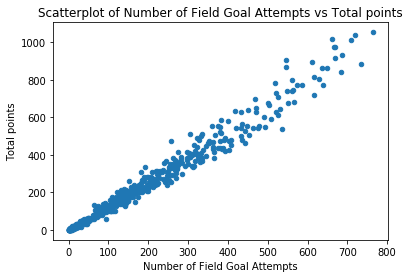 Scatterplot of Number of Field Goal Attempts vs Total points
1000
800
600
400
200
0
Total points
0 100 200 300 400 500 600 700 800
Number of Field Goal Attempts